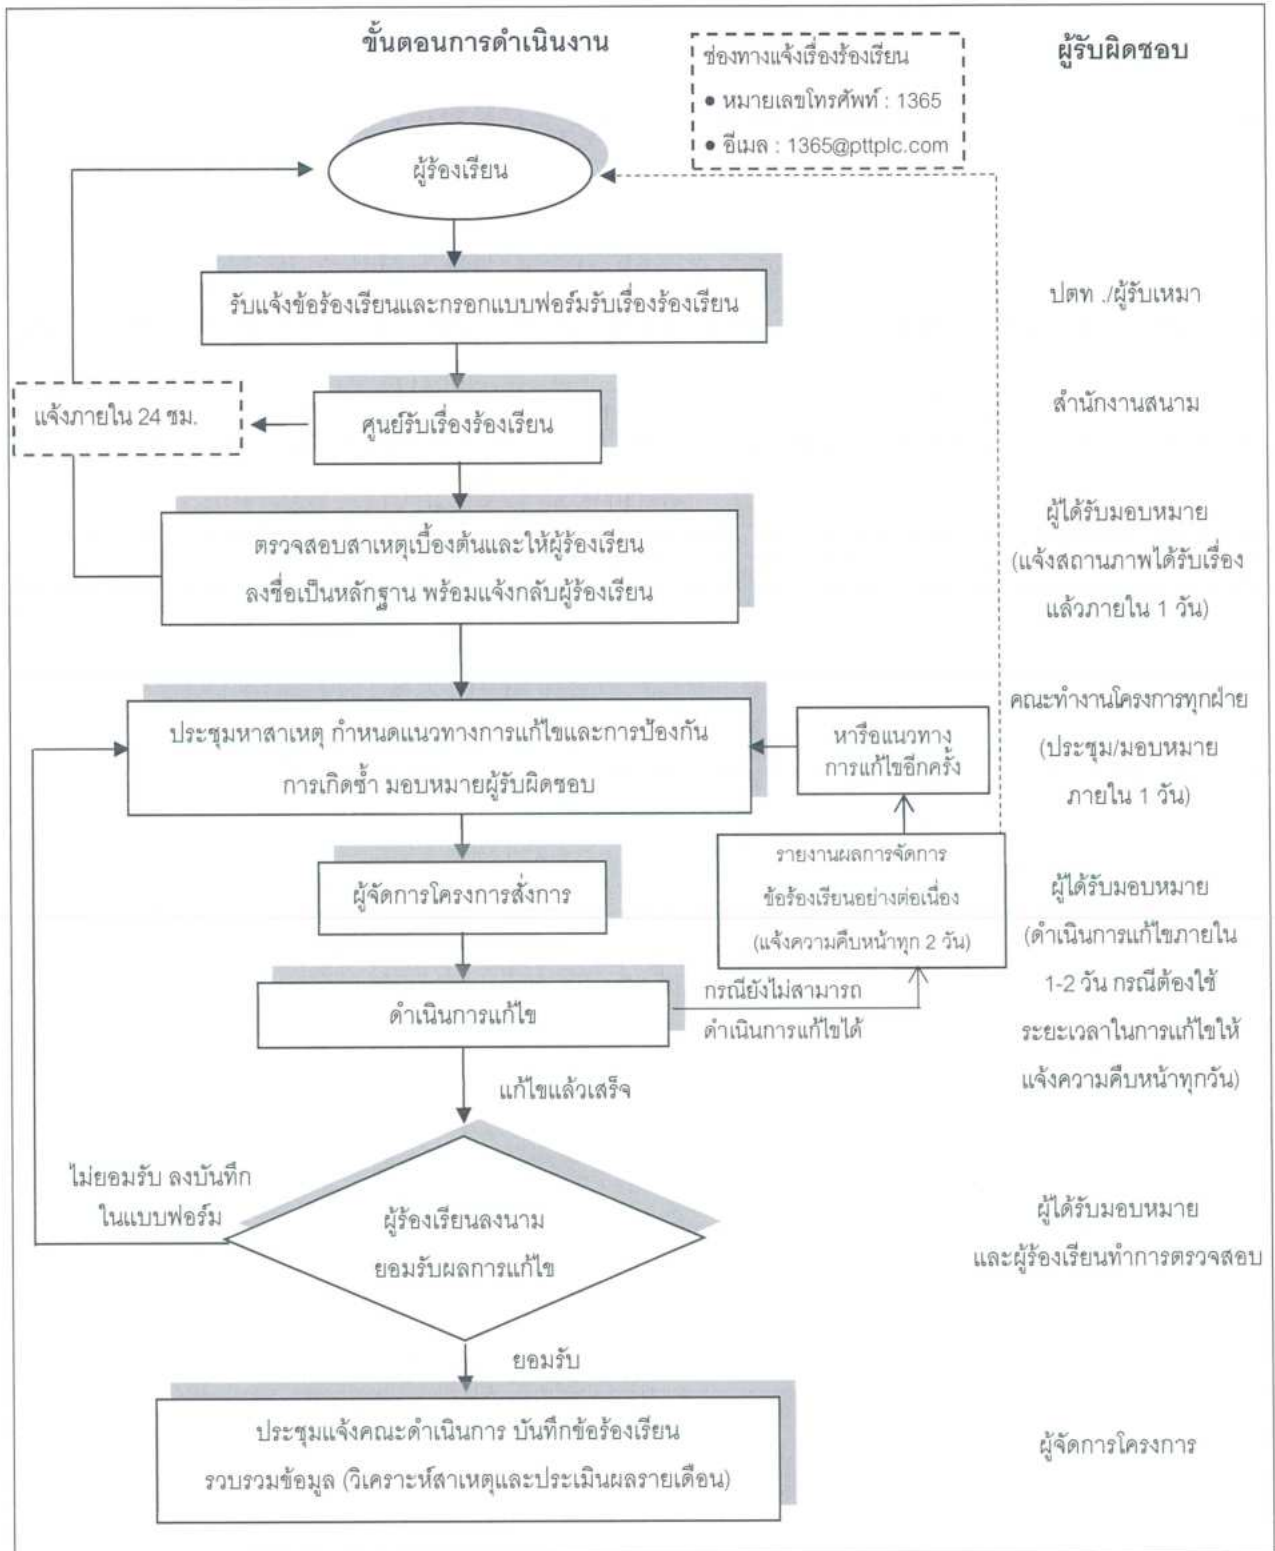 ขั้นตอนการดำเนินงาน
ผู้รับผิดชอบ
ช่องทางแจ้งเรื่องร้องเรียน
• หมายเลขโทรศัพท์ : 1365
• อีเมล : 1365@pttplc.com
ผู้ร้องเรียน
รับแจ้งข้อร้องเรียนและกรอกแบบฟอร์มรับเรื่องร้องเรียน
ปตท ./ผู้รับเหมา
แจ้งภายใน 24 ชม.
ศูนย์รับเรื่องร้องเรียน
สำนักงานสนาม
ตรวจสอบสาเหตุเบื้องต้นและให้ผู้ร้องเรียน
ลงชื่อเป็นหลักฐาน พร้อมแจ้งกลับผู้ร้องเรียน
ผู้ได้รับมอบหมาย
(แจ้งสถานภาพได้รับเรื่อง
แล้วภายใน 1 วัน)
ประชุมหาสาเหตุ กำหนดแนวทางการแก้ไขและการป้องกัน
การเกิดซ้ำ มอบหมายผู้รับผิดชอบ
หารือแนวทาง
การแก้ไขอีกครั้ง
คณะทำงานโครงการทุกฝ่าย
(ประชุม/มอบหมาย
ภายใน 1 วัน)
ผู้จัดการโครงการสั่งการ
รายงานผลการจัดการ
ข้อร้องเรียนอย่างต่อเนื่อง
(แจ้งความคืบหน้าทุก 2 วัน)
ผู้ได้รับมอบหมาย
(ดำเนินการแก้ไขภายใน
1-2 วัน กรณีต้องใช้
ระยะเวลาในการแก้ไขให้
แจ้งความคืบหน้าทุกวัน)
ดำเนินการแก้ไข
กรณียังไม่สามารถ
ดำเนินการแก้ไขได้
แก้ไขแล้วเสร็จ
ไม่ยอมรับ ลงบันทึก
ในแบบฟอร์ม
ผู้ร้องเรียนลงนาม
ยอมรับผลการแก้ไข
ผู้ได้รับมอบหมาย
และผู้ร้องเรียนทำการตรวจสอบ
ยอมรับ
ประชุมแจ้งคณะดำเนินการ บันทึกข้อร้องเรียน
รวบรวมข้อมูล (วิเคราะห์สาเหตุและประเมินผลรายเดือน)
ผู้จัดการโครงการ